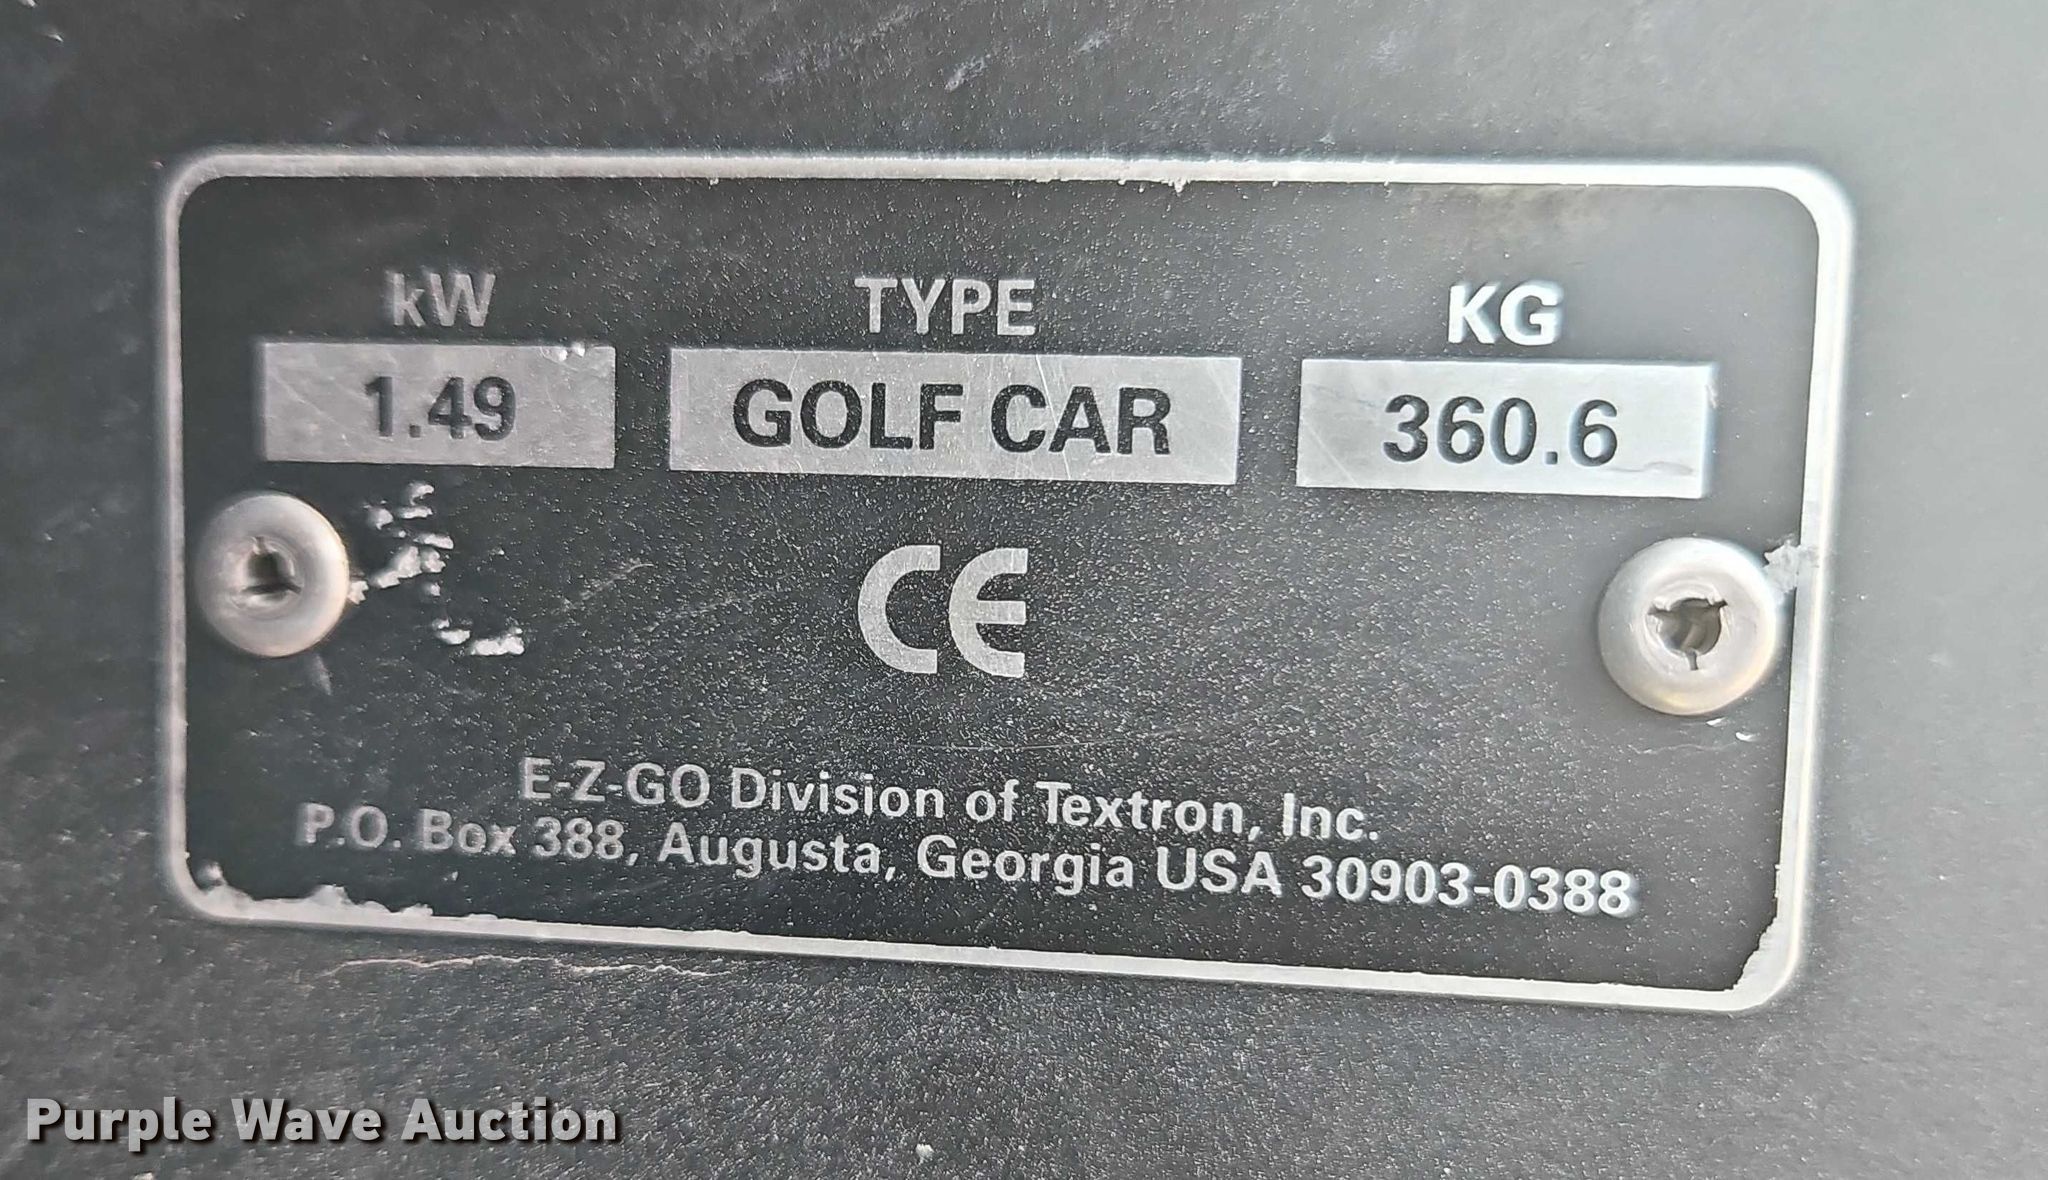 kW TYPE KG
1.49 GOLF CAR 360.6
CE
E-Z-GO Division of Textron, Inc.
P.O. Box 388, Augusta, Georgia USA 30903-0388
Purple Wave Auction